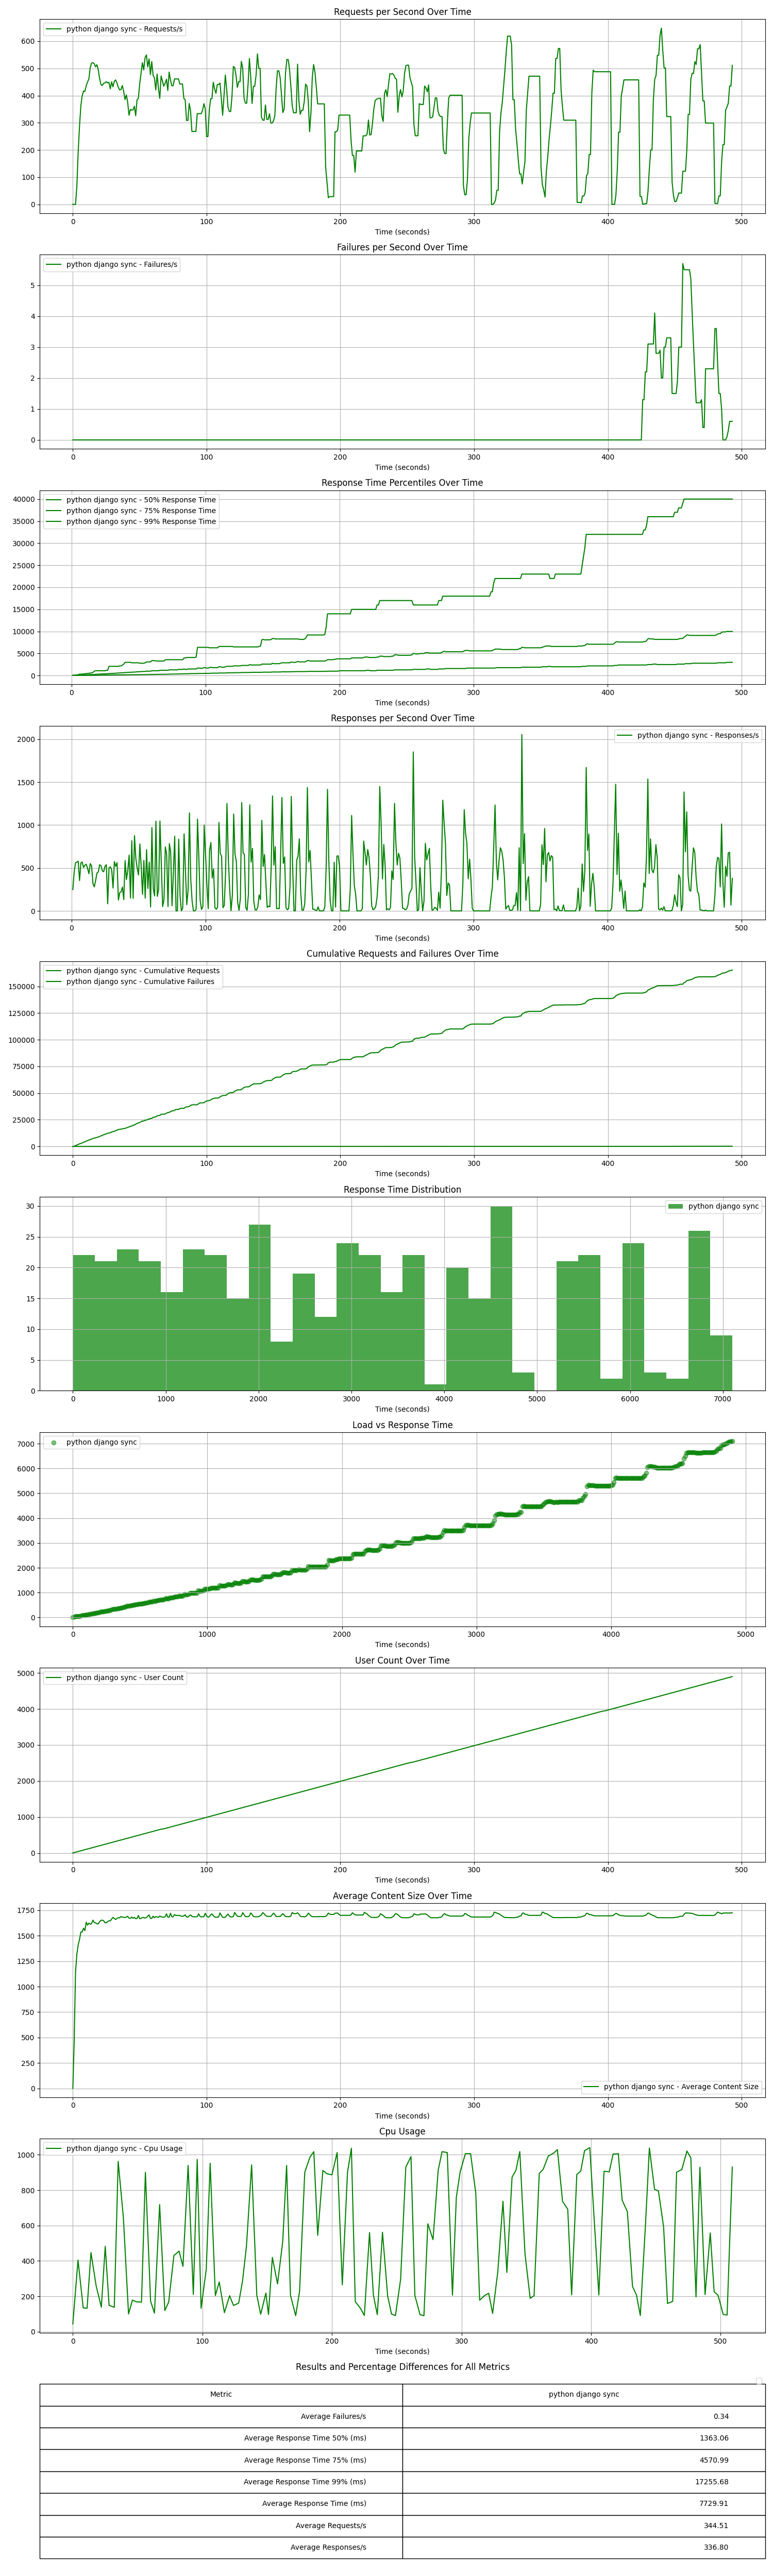 Requests per Second Over Time
python django sync - Requests/s
600
500
400
300
200
100
0
0 100 200 300 400 500
Time (seconds)
Failures per Second Over Time
python django sync - Failures/s
5
4
3
2
1
0
0 100 200 300 400 500
Time (seconds)
Response Time Percentiles Over Time
python django sync - 50% Response Time
python django sync - 75% Response Time
python django sync - 99% Response Time
40000
35000
30000
25000
20000
15000
10000
5000
0
0 100 200 300 400 500
Time (seconds)
Responses per Second Over Time
python django sync - Responses/s
2000
1500
1000
500
0
0 100 200 300 400 500
Time (seconds)
Cumulative Requests and Failures Over Time
python django sync - Cumulative Requests
python django sync - Cumulative Failures
150000
125000
100000
75000
50000
25000
0
0 100 200 300 400 500
Time (seconds)
Response Time Distribution
python django sync
30
25
20
15
10
5
0
0 1000 2000 3000 4000 5000 6000 7000
Time (seconds)
Load vs Response Time
python django sync
7000
6000
5000
4000
3000
2000
1000
0
0 1000 2000 3000 4000 5000
Time (seconds)
User Count Over Time
python django sync - User Count
5000
4000
3000
2000
1000
0
0 100 200 300 400 500
Time (seconds)
Average Content Size Over Time
1750
1500
1250
1000
750
500
250
0
python django sync - Average Content Size
0 100 200 300 400 500
Time (seconds)
Cpu Usage
python django sync - Cpu Usage
1000
800
600
400
200
0
0 100 200 300 400 500
Time (seconds)
Results and Percentage Differences for All Metrics
Metric python django sync
Average Failures/s 0.34
Average Response Time 50% (ms) 1363.06
Average Response Time 75% (ms) 4570.99
Average Response Time 99% (ms) 17255.68
Average Response Time (ms) 7729.91
Average Requests/s 344.51
Average Responses/s 336.80